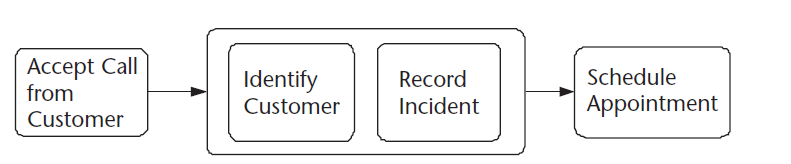 Accept Call
from
Customer
Identify
Customer
Record
Incident
Schedule
Appointment